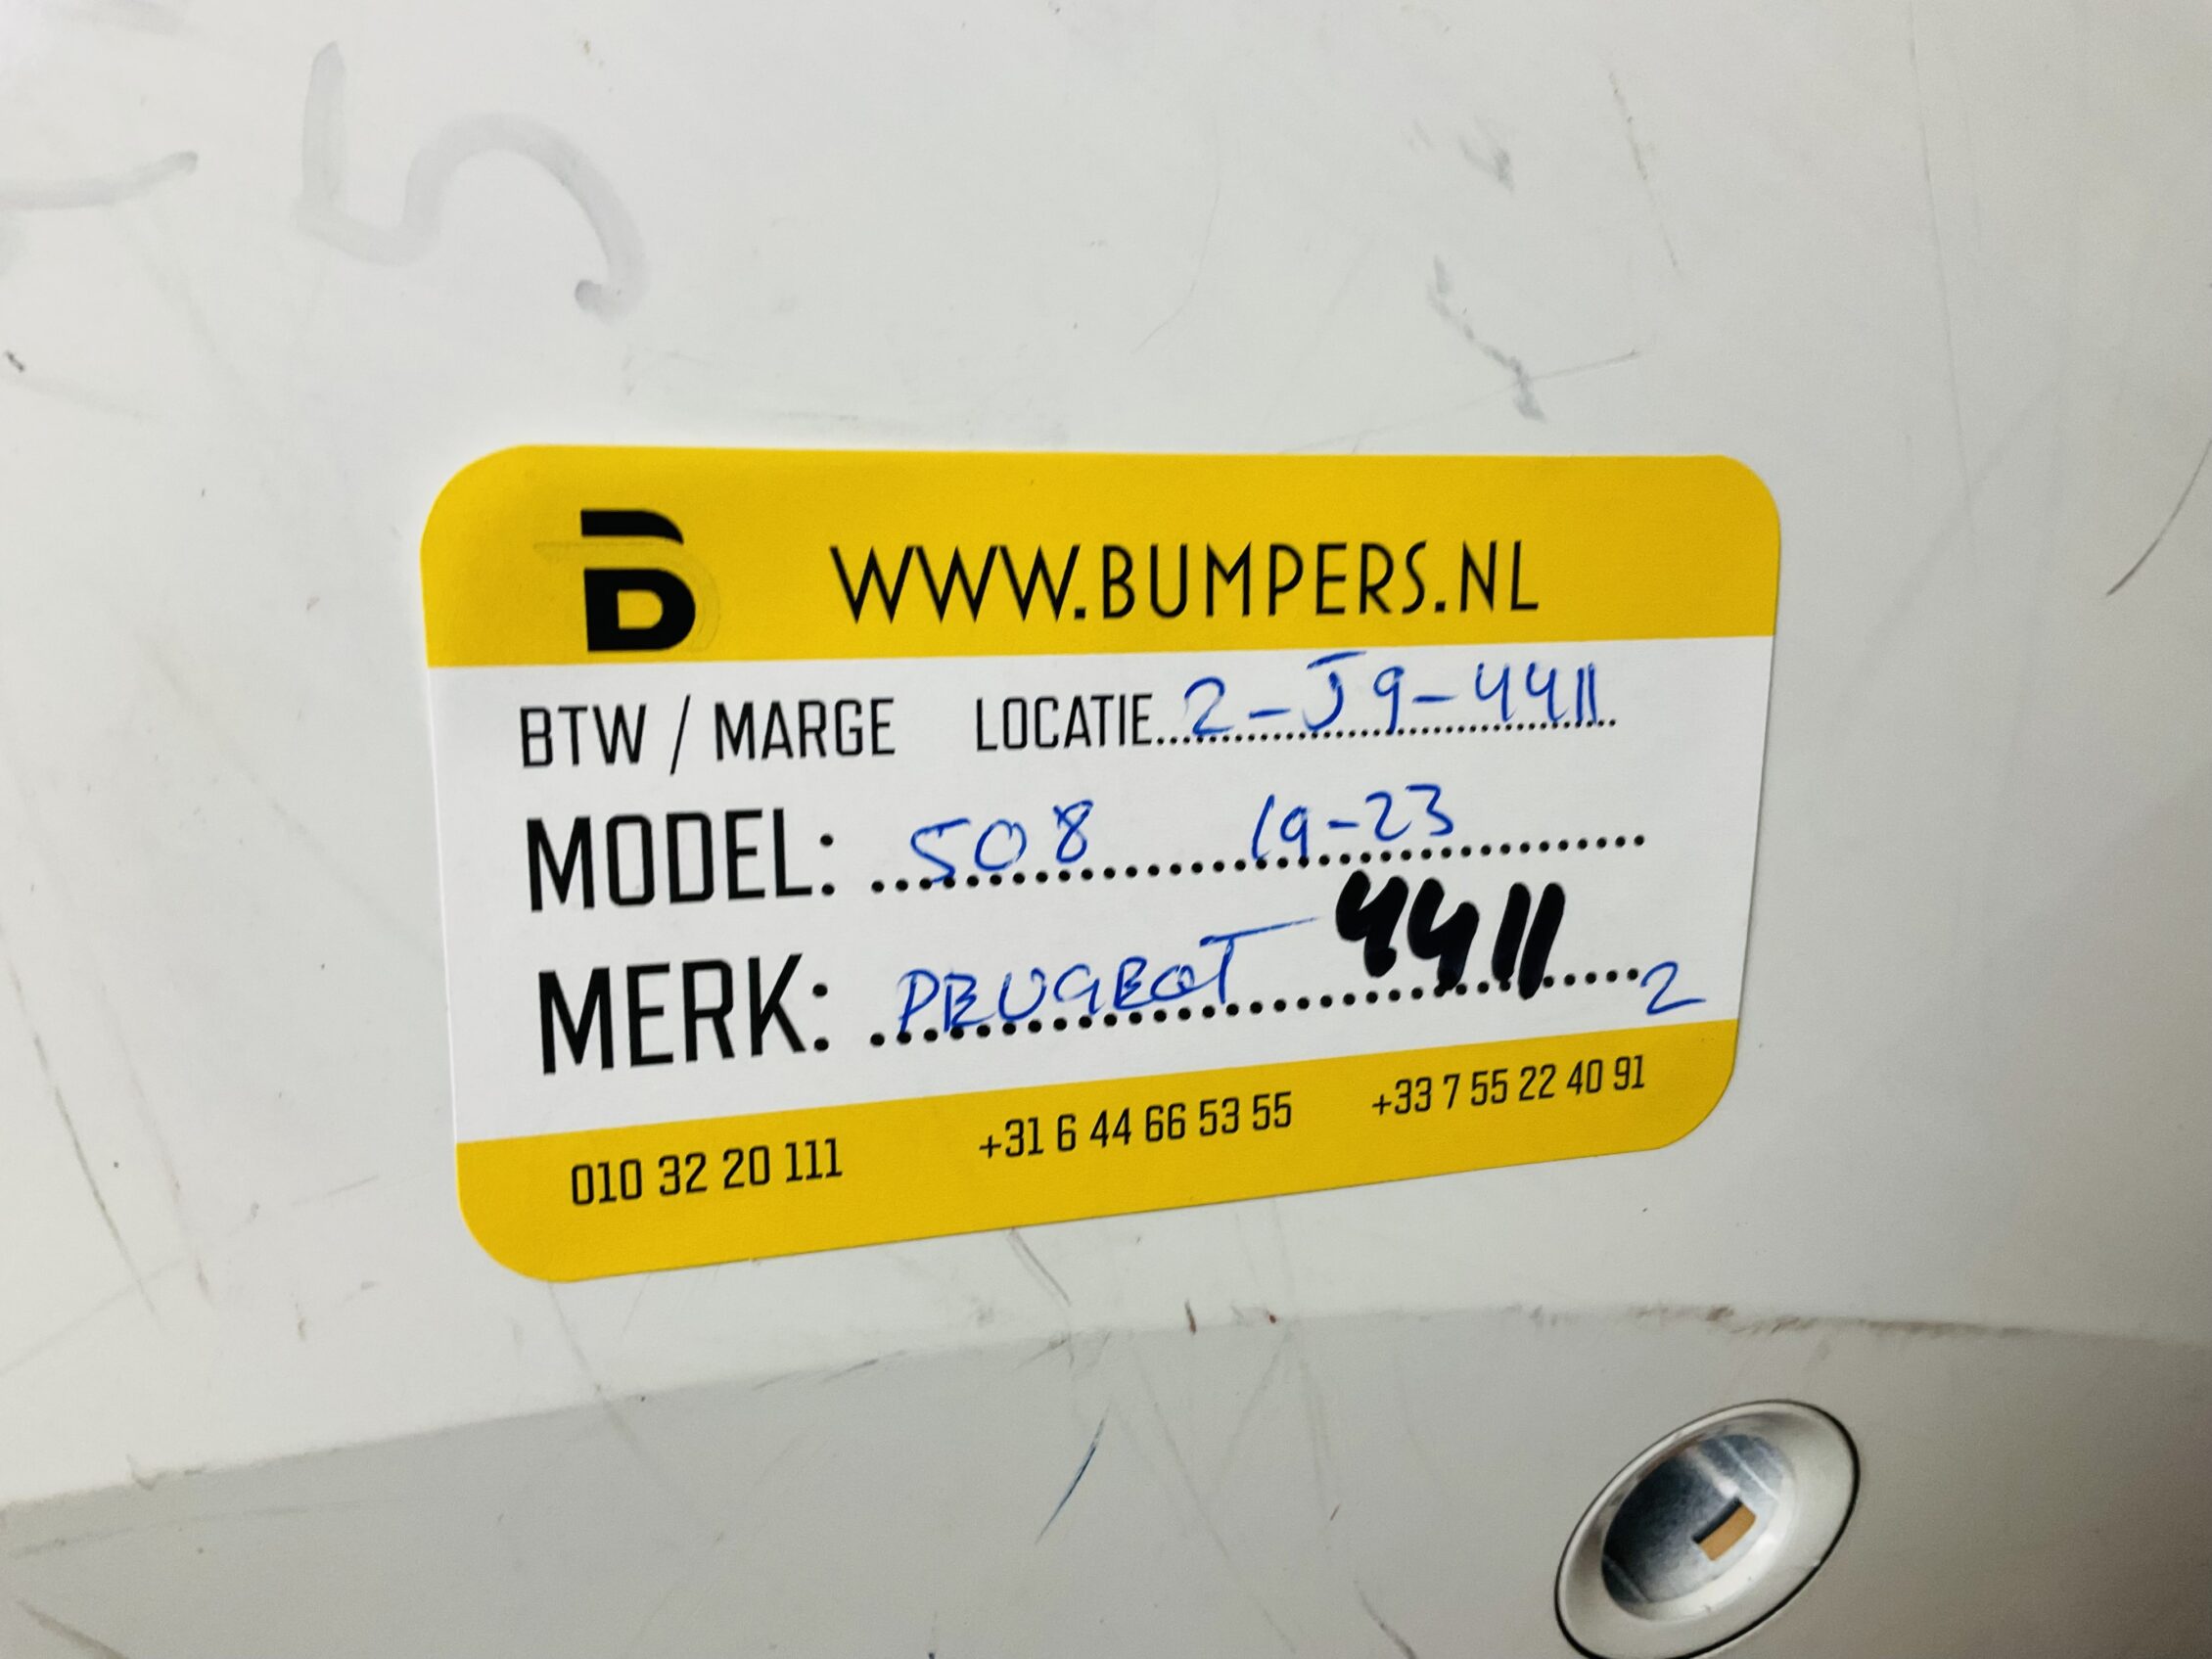 5
B WWW.BUMPERS.NL
BTW / MARGE LOCATIE 2-J9-4411
MODEL: 508 19-23
MERK: PEUGEOT 4411 2
010 32 20 111 +31 6 44 66 53 55 +33 7 55 22 40 91